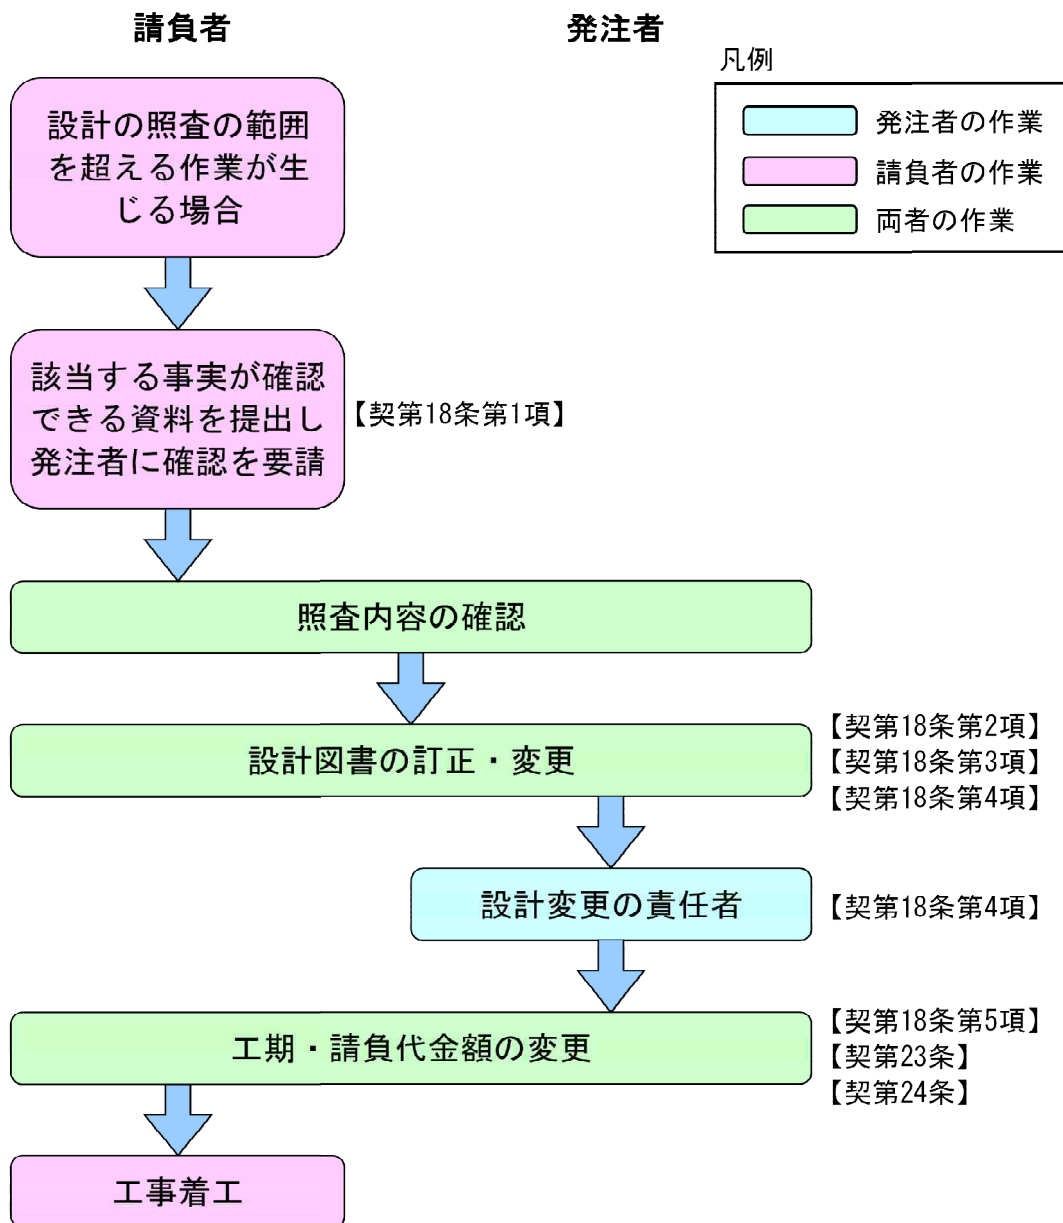 請負者
発注者
凡例
発注者の作業
請負者の作業
両者の作業
設計の照査の範囲
を超える作業が生
じる場合
該当する事実が確認
できる資料を提出し
発注者に確認を要請
【契第18条第1項】
照査内容の確認
設計図書の訂正・変更
【契第18条第2項】
【契第18条第3項】
【契第18条第4項】
設計変更の責任者
【契第18条第4項】
工期・請負代金額の変更
【契第18条第5項】
【契第23条】
【契第24条】
工事着工